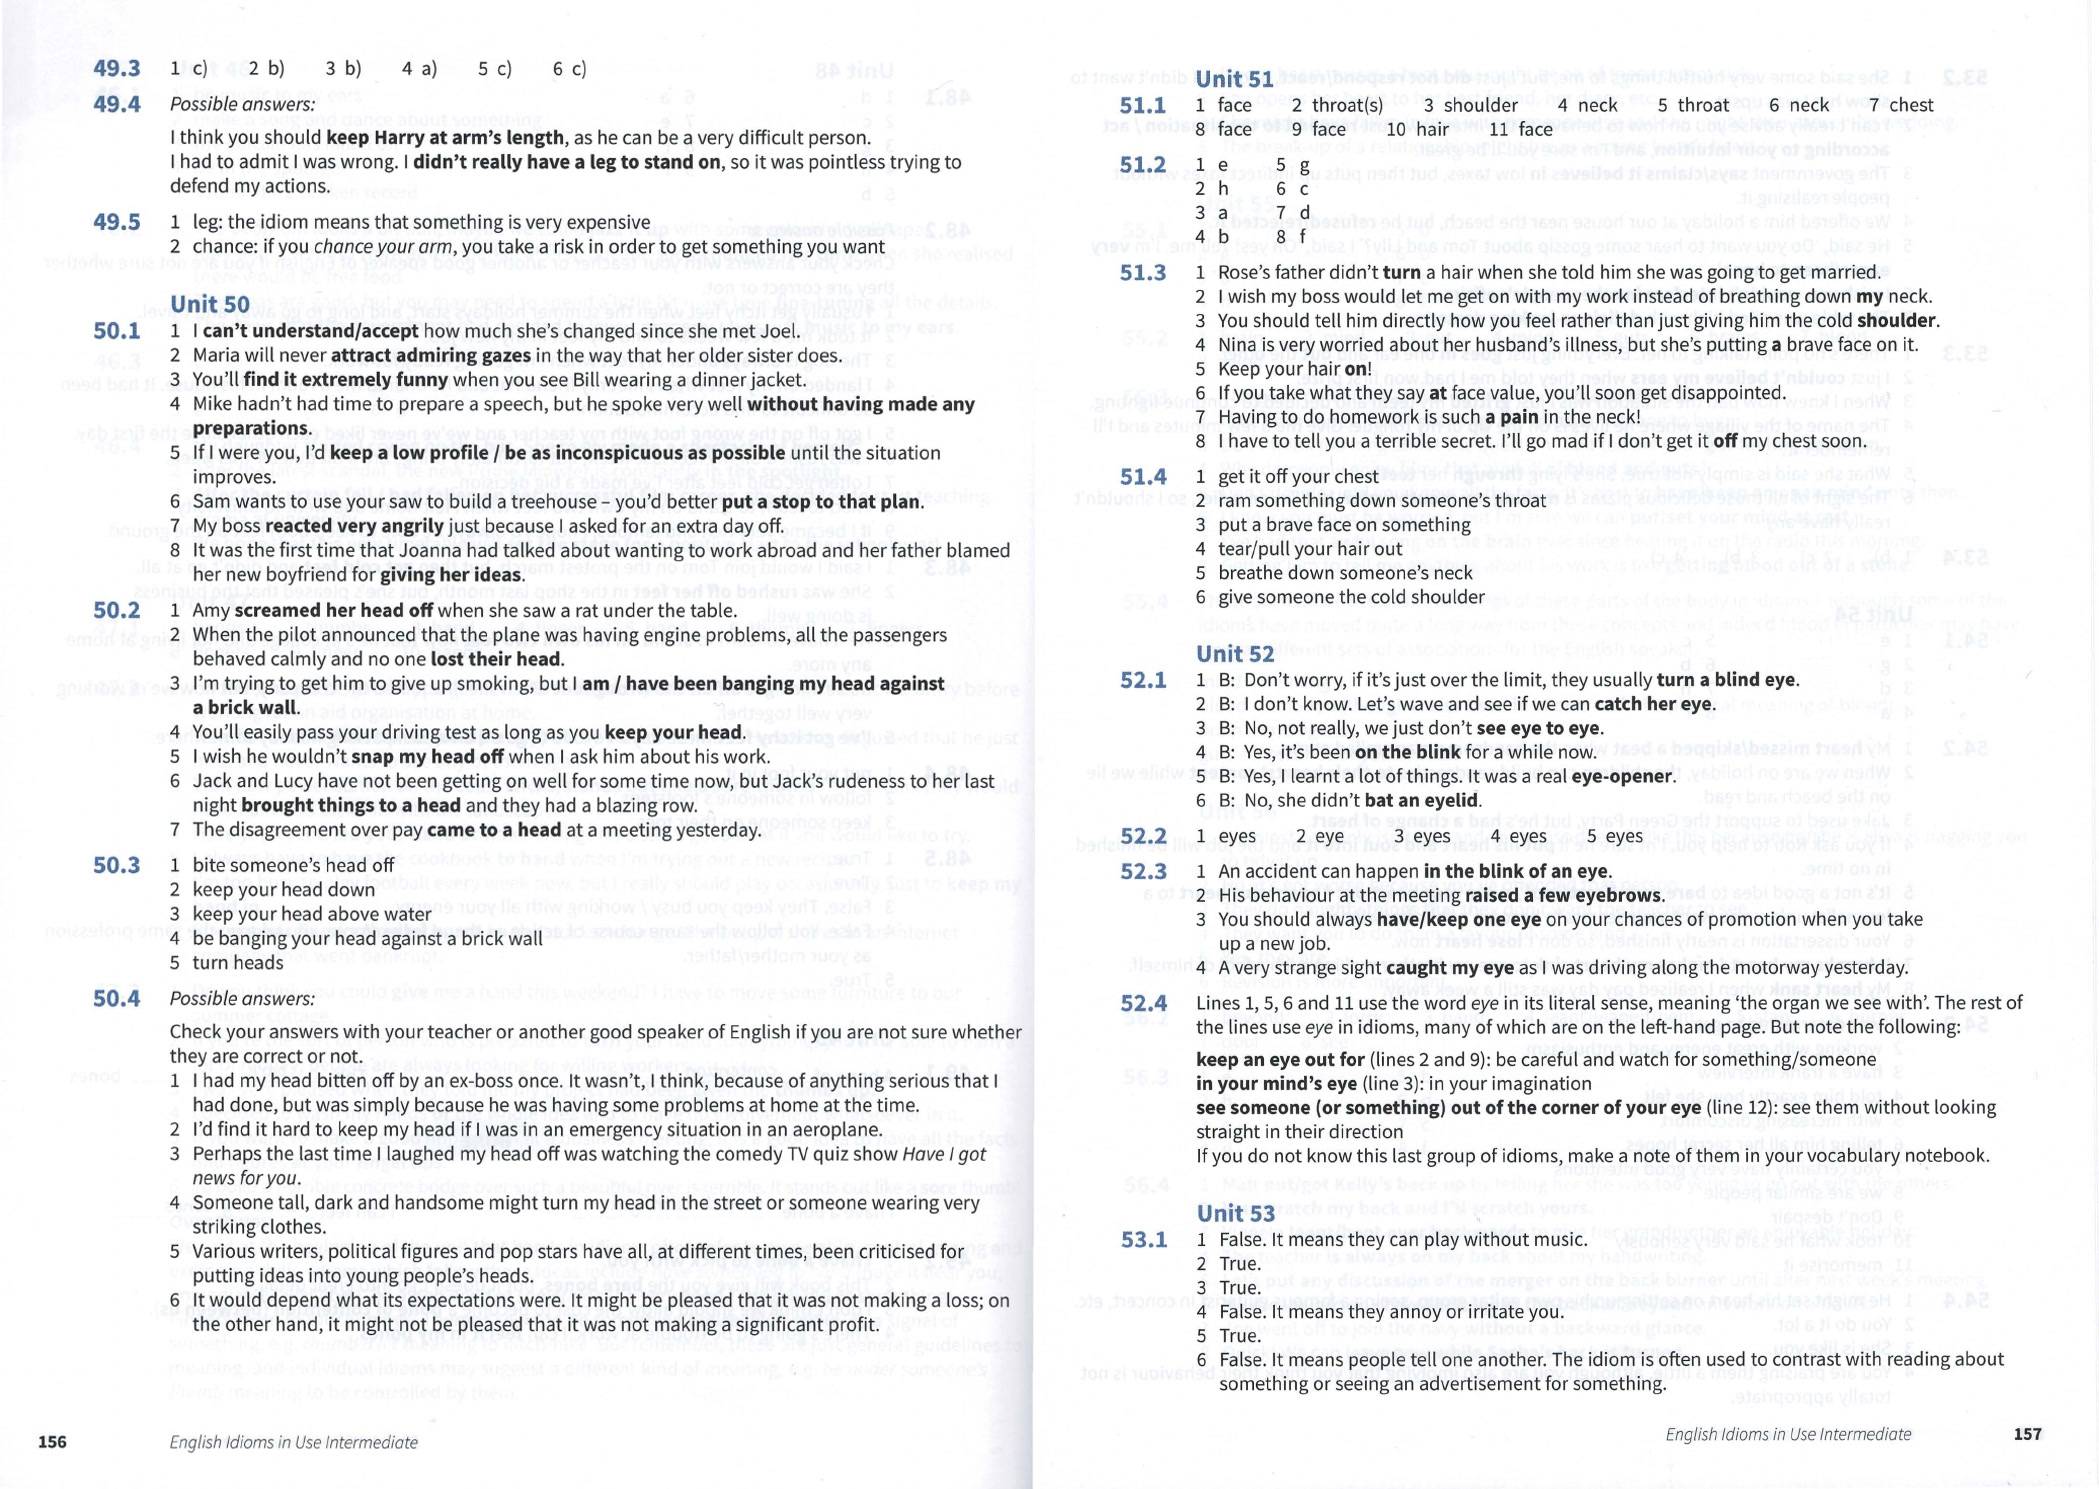 49.3 1 c) 2 b) 3 b) 4 a) 5 c) 6 c)
49.4 Possible answers:
I think you should keep Harry at arm's length, as he can be a very difficult person.
I had to admit I was wrong. I didn't really have a leg to stand on, so it was pointless trying to
defend my actions.
49.5 1 leg: the idiom means that something is very expensive
2 chance: if you chance your arm, you take a risk in order to get something you want
Unit 50
50.1 1 I can't understand/accept how much she's changed since she met Joel.
2 Maria will never attract admiring gazes in the way that her older sister does.
3 You'll find it extremely funny when you see Bill wearing a dinner jacket.
4 Mike hadn't had time to prepare a speech, but he spoke very well without having made any
preparations.
5 If I were you, I'd keep a low profile / be as inconspicuous as possible until the situation
improves.
6 Sam wants to use your money to build a treehouse – you'd better put a stop to that plan.
7 My boss reacted very angrily just because I asked for an extra day off.
8 It was the first time that Joanna had talked about wanting to work abroad and her father blamed
her new boyfriend for giving her ideas.
50.2 1 Amy screamed her head off when she saw a rat under the table.
2 When the pilot announced that the plane was having engine problems, all the passengers
behaved calmly and no one lost their head.
3 I'm trying to get him to give up smoking, but I am / have been banging my head against
a brick wall.
4 You'll easily pass your driving test as long as you keep your head.
5 I wish he wouldn't snap my head off when I ask him about his work.
6 Jack and Lucy have not been getting on well for some time now, but Jack's rudeness to her last
night brought things to a head and they had a blazing row.
7 The disagreement over pay came to a head at a meeting yesterday.
50.3 1 bite someone's head off
2 keep your head down
3 keep your head above water
4 be banging your head against a brick wall
5 turn heads
50.4 Possible answers:
Check your answers with your teacher or another good speaker of English if you are not sure whether
they are correct or not.
1 I had my head bitten off by an ex-boss once. It wasn't, I think, because of anything serious that I
had done, but was simply because he was having some problems at home at the time.
2 I'd find it hard to keep my head if I was in an emergency situation in an aeroplane.
3 Perhaps the last time I laughed my head off was watching the comedy TV quiz show Have I got
news for you.
4 Someone tall, dark and handsome might turn my head in the street or someone wearing very
striking clothes.
5 Various writers, political figures and pop stars have all, at different times, been criticised for
putting ideas into young people's heads.
6 It would depend what its expectations were. It might be pleased that it was not making a loss; on
the other hand, it might not be pleased that it was not making a significant profit.
156 English Idioms in Use Intermediate
Unit 51
51.1 1 face 2 throat(s) 3 shoulder 4 neck 5 throat 6 neck 7 chest
8 face 9 face 10 hair 11 face
51.2 1 e 5 g
2 h 6 c
3 a 7 d
4 b 8 f
51.3 1 Rose's father didn't turn a hair when she told him she was going to get married.
2 I wish my boss would let me get on with my work instead of breathing down my neck.
3 You should tell him directly how you feel rather than just giving him the cold shoulder.
4 Nina is very worried about her husband's illness, but she's putting a brave face on it.
5 Keep your hair on!
6 If you take what they say at face value, you'll soon get disappointed.
7 Having to do homework is such a pain in the neck!
8 I have to tell you a terrible secret. I'll go mad if I don't get it off my chest soon.
51.4 1 get it off your chest
2 ram something down someone's throat
3 put a brave face on something
4 tear/pull your hair out
5 breathe down someone's neck
6 give someone the cold shoulder
Unit 52
52.1 1 B: Don't worry, if it's just over the limit, they usually turn a blind eye.
2 B: I don't know. Let's wave and see if we can catch her eye.
3 B: No, not really, we just don't see eye to eye.
4 B: Yes, it's been on the blink for a while now.
5 B: Yes, I learnt a lot of things. It was a real eye-opener.
6 B: No, she didn't bat an eyelid.
52.2 1 eyes 2 eye 3 eyes 4 eyes 5 eyes
52.3 1 An accident can happen in the blink of an eye.
2 His behaviour at the meeting raised a few eyebrows.
3 You should always have/keep one eye on your chances of promotion when you take
up a new job.
4 A very strange sight caught my eye as I was driving along the motorway yesterday.
52.4 Lines 1, 5, 6 and 11 use the word eye in its literal sense, meaning 'the organ we see with'. The rest of
the lines use eye in idioms, many of which are on the left-hand page. But note the following:
keep an eye out for (lines 2 and 9): be careful and watch for something/someone
in your mind's eye (line 3): in your imagination
see someone (or something) out of the corner of your eye (line 12): see them without looking
straight in their direction
If you do not know this last group of idioms, make a note of them in your vocabulary notebook.
Unit 53
53.1 1 False. It means they can play without music.
2 True.
3 True.
4 False. It means they annoy or irritate you.
5 True.
6 False. It means people tell one another. The idiom is often used to contrast with reading about
something or seeing an advertisement for something.
English Idioms in Use Intermediate 157